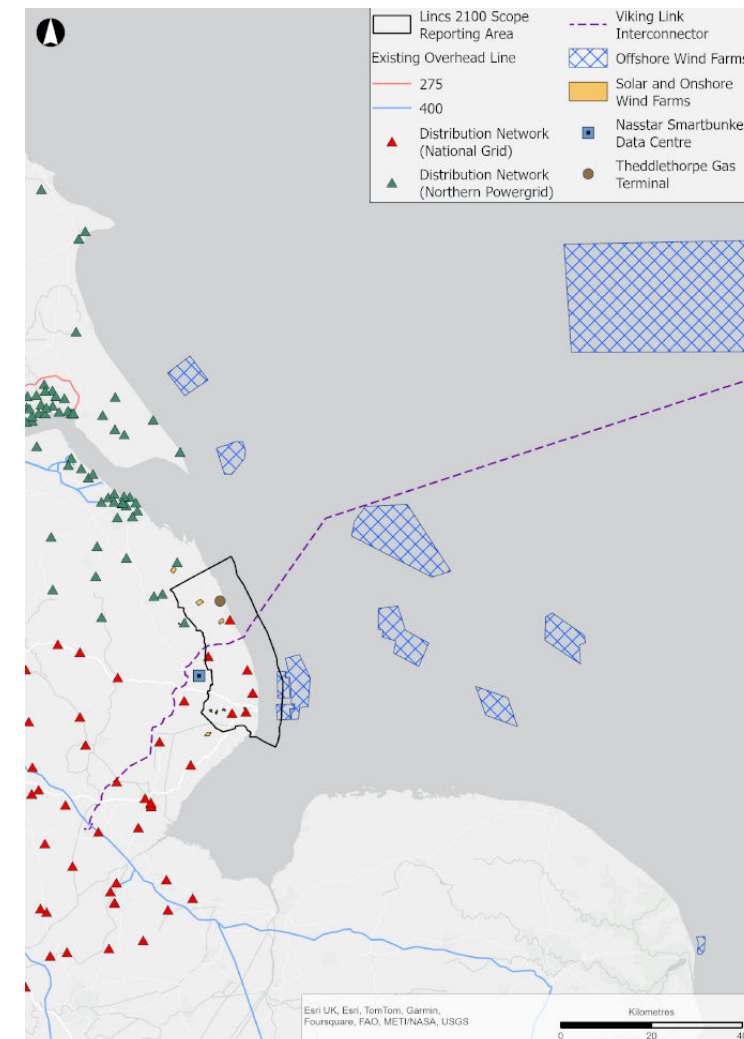 Lincs 2100 Scope
Reporting Area
Existing Overhead Line
275
400
Distribution Network
(National Grid)
Distribution Network
(Northern Powergrid)
Viking Link
Interconnector
Offshore Wind Farms
Solar and Onshore
Wind Farms
Nasstar Smartbunke
Data Centre
Theddlethorpe Gas
Terminal
Esri UK, Esri, TomTom, Garmin,
Foursquare, FAO, METI/NASA, USGS
Kilometres
0 20 40